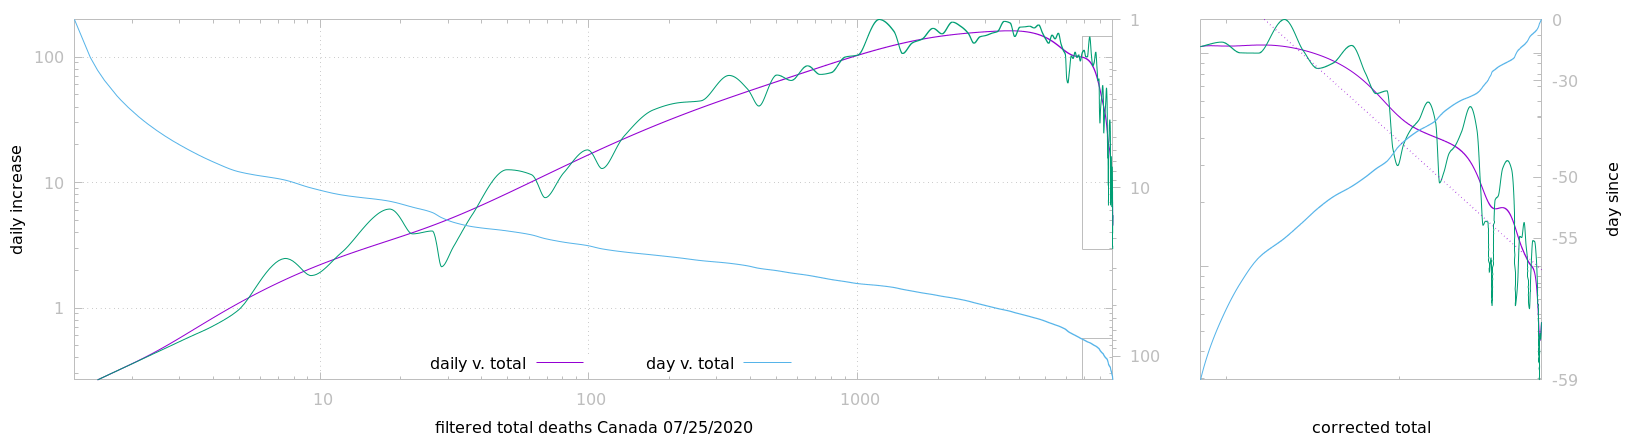 100
10
1
daily increase
10
100
1000
filtered total deaths Canada 07/25/2020
daily v. total
day v. total
1
10
100
0
-30
-50
-55
-59
day since
corrected total